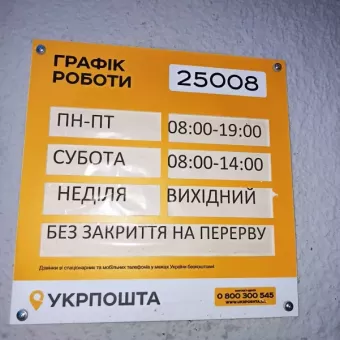 ГРАФІК
РОБОТИ
25008
ПН-ПТ 08:00-19:00
СУБОТА 08:00-14:00
НЕДІЛЯ ВИХІДНИЙ
БЕЗ ЗАКРИТТЯ НА ПЕРЕРВУ
Дзвінки зі стаціонарних та мобільних телефонів у межах України безкоштовні
УКРПОШТА
0 800 300 545